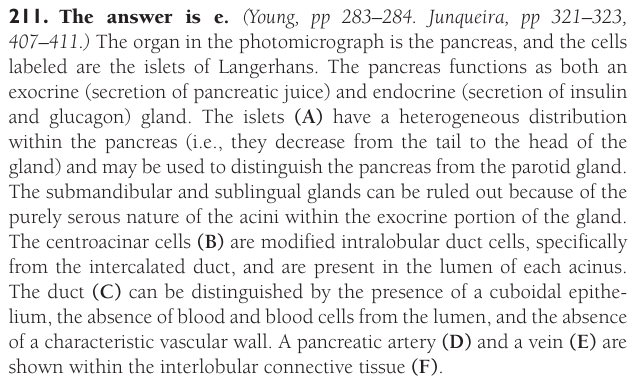 211. The answer is e. (Young, pp 283–284. Junqueira, pp 321–323,
407–411.) The organ in the photomicrograph is the pancreas, and the cells
labeled are the islets of Langerhans. The pancreas functions as both an
exocrine (secretion of pancreatic juice) and endocrine (secretion of insulin
and glucagon) gland. The islets (A) have a heterogeneous distribution
within the pancreas (i.e., they decrease from the tail to the head of the
gland) and may be used to distinguish the pancreas from the parotid gland.
The submandibular and sublingual glands can be ruled out because of the
purely serous nature of the acini within the exocrine portion of the gland.
The centroacinar cells (B) are modified intralobular duct cells, specifically
from the intercalated duct, and are present in the lumen of each acinus.
The duct (C) can be distinguished by the presence of a cuboidal epithe-
lium, the absence of blood and blood cells from the lumen, and the absence
of a characteristic vascular wall. A pancreatic artery (D) and a vein (E) are
shown within the interlobular connective tissue (F).